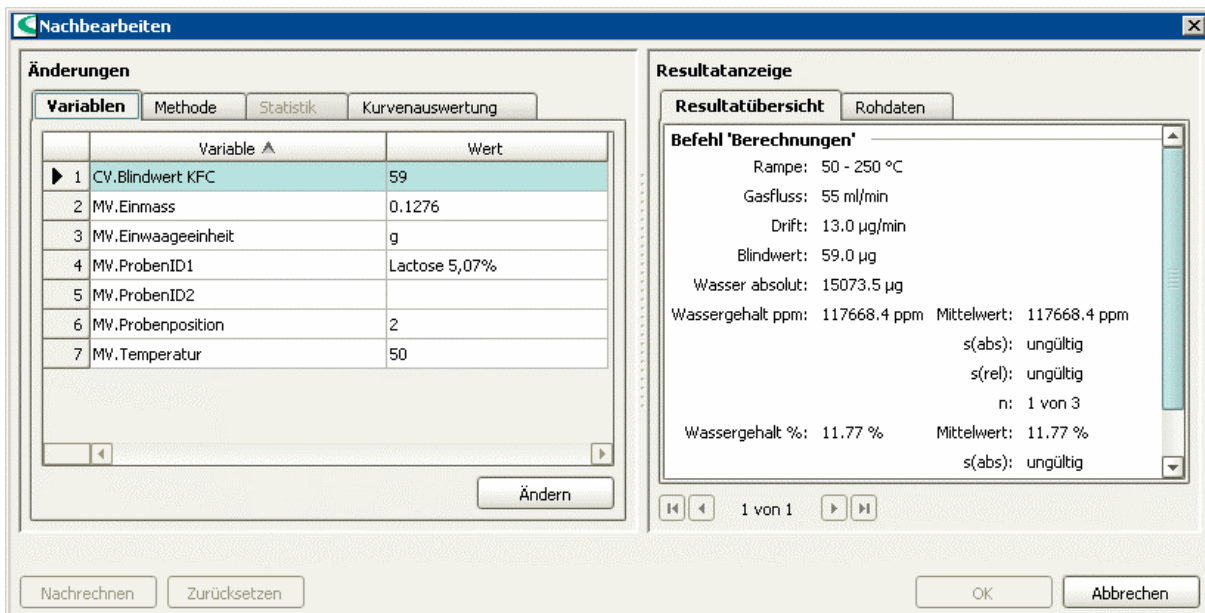 Nachbearbeiten
Änderungen
Variablen Methode Statistik Kurvenauswertung
Variable Wert
1 CV.Blindwert KFC 59
2 MV.Einmass 0.1276
3 MV.Einwaageeinheit g
4 MV.ProbenID1 Lactose 5,07%
5 MV.ProbenID2
6 MV.Probenposition 2
7 MV.Temperatur 50
Ändern
Resultatanzeige
Resultatübersicht Rohdaten
Befehl 'Berechnungen'
Rampe: 50 - 250 °C
Gasfluss: 55 ml/min
Drift: 13.0 µg/min
Blindwert: 59.0 µg
Wasser absolut: 15073.5 µg
Wassergehalt ppm: 117668.4 ppm Mittelwert: 117668.4 ppm
s(abs): ungültig
s(rel): ungültig
n: 1 von 3
Wassergehalt %: 11.77 % Mittelwert: 11.77 %
s(abs): ungültig
1 von 1
Nachrechnen Zurücksetzen OK Abbrechen